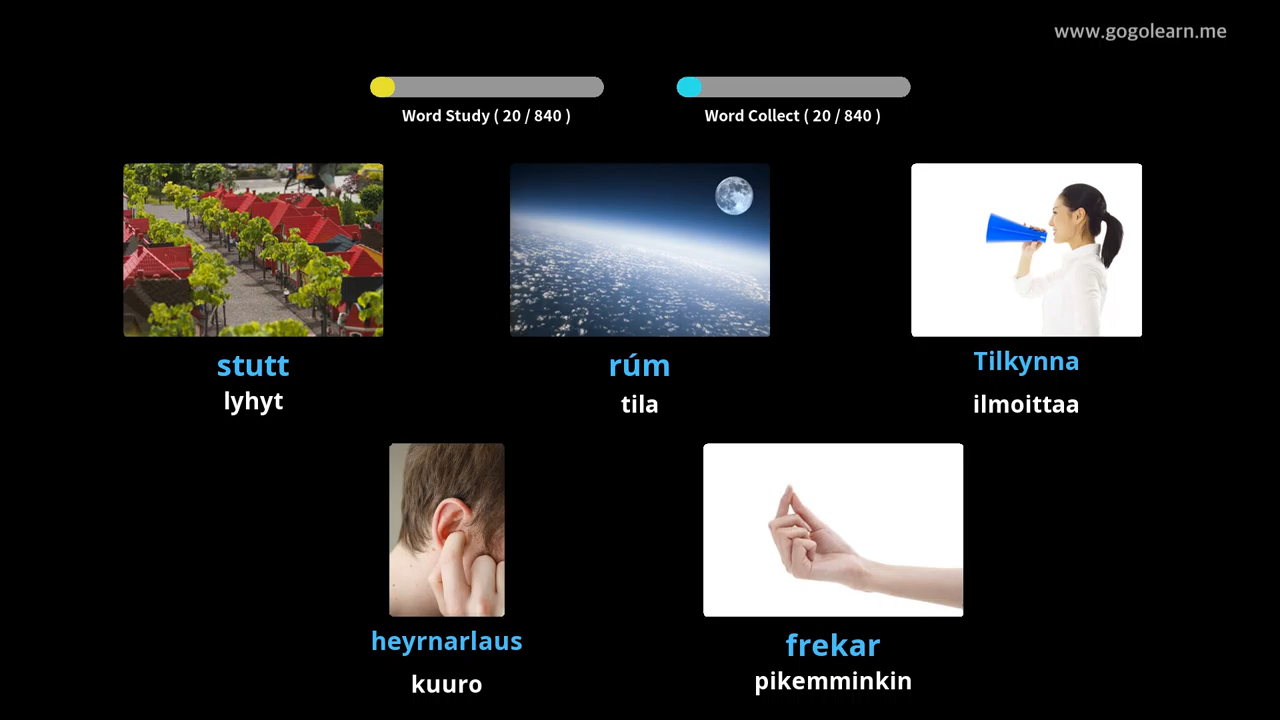 www.gogolearn.me
Word Study ( 20 / 840 )
Word Collect ( 20 / 840 )
stutt
lyhyt
rúm
tila
Tilkynna
ilmoittaa
heyrnarlaus
kuuro
frekar
pikemminkin